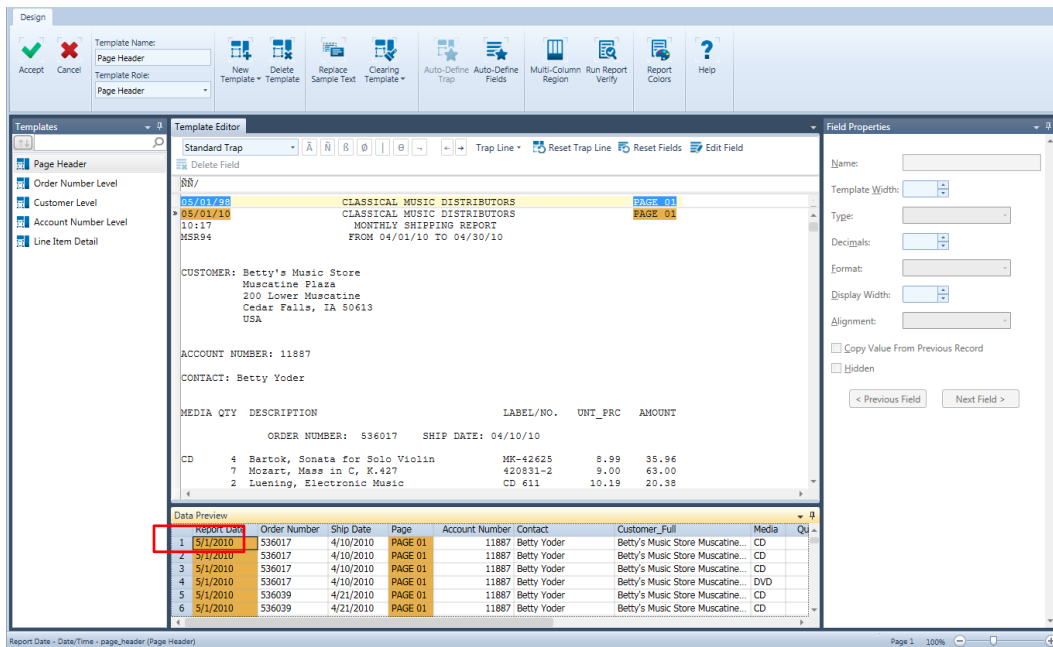 Design
Accept
Cancel
Template Name:
Page Header
Template Role:
Page Header
New Template
Delete Template
Replace Sample Text
Clearing Template
Auto-Define Trap
Auto-Define Fields
Multi-Column Region
Run Report Verify
Report Colors
Help
Templates
Page Header
Order Number Level
Customer Level
Account Number Level
Line Item Detail
Template Editor
Standard Trap Ã Ñ ß Ø | θ ¬ Trap Line Reset Trap Line Reset Fields Edit Field
Delete Field
ÑÑ/
05/01/98 CLASSICAL MUSIC DISTRIBUTORS PAGE 01
» 05/01/10 CLASSICAL MUSIC DISTRIBUTORS PAGE 01
10:17 MONTHLY SHIPPING REPORT
MSR94 FROM 04/01/10 TO 04/30/10
CUSTOMER: Betty's Music Store
Muscatine Plaza
200 Lower Muscatine
Cedar Falls, IA 50613
USA
ACCOUNT NUMBER: 11887
CONTACT: Betty Yoder
MEDIA QTY DESCRIPTION LABEL/NO. UNT_PRC AMOUNT
ORDER NUMBER: 536017 SHIP DATE: 04/10/10
CD 4 Bartok, Sonata for Solo Violin MK-42625 8.99 35.96
7 Mozart, Mass in C, K.427 420831-2 9.00 63.00
2 Luening, Electronic Music CD 611 10.19 20.38
Field Properties
Name:
Template Width:
Type:
Decimals:
Format:
Display Width:
Alignment:
Copy Value From Previous Record
Hidden
< Previous Field Next Field >
Data Preview
Report Date Order Number Ship Date Page Account Number Contact Customer_Full Media Qu
1 5/1/2010 536017 4/10/2010 PAGE 01 11887 Betty Yoder Betty's Music Store Muscatine... CD
2 5/1/2010 536017 4/10/2010 PAGE 01 11887 Betty Yoder Betty's Music Store Muscatine... CD
3 5/1/2010 536017 4/10/2010 PAGE 01 11887 Betty Yoder Betty's Music Store Muscatine... CD
4 5/1/2010 536017 4/10/2010 PAGE 01 11887 Betty Yoder Betty's Music Store Muscatine... DVD
5 5/1/2010 536039 4/21/2010 PAGE 01 11887 Betty Yoder Betty's Music Store Muscatine... CD
6 5/1/2010 536039 4/21/2010 PAGE 01 11887 Betty Yoder Betty's Music Store Muscatine... CD
Report Date - Date/Time - page_header (Page Header)
Page 1 100%